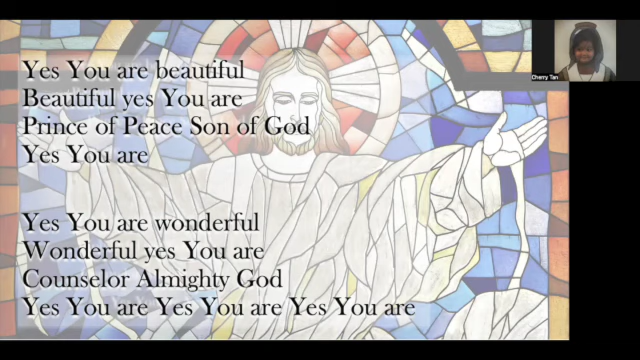 Yes You are beautiful
Beautiful yes You are
Prince of Peace Son of God
Yes You are
Yes You are wonderful
Wonderful yes You are
Counselor Almighty God
Yes You are Yes You are Yes You are
Cherry Tan